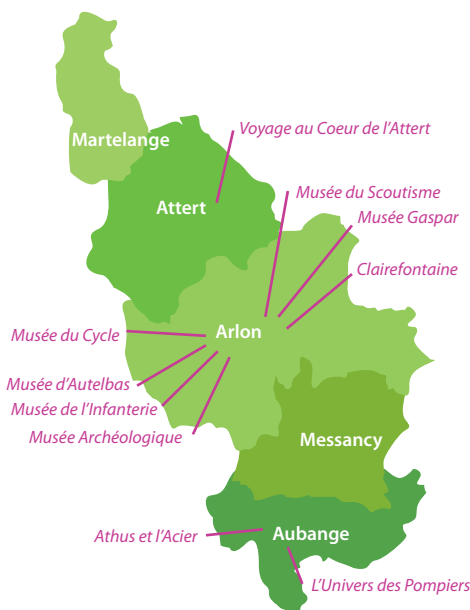 Voyage au Coeur de l'Attert
Martelange
Musée du Scoutisme
Attert
Musée Gaspar
Clairefontaine
Musée du Cycle
Arlon
Musée d'Autelbas
Musée de l'Infanterie
Musée Archéologique
Messancy
Athus et l'Acier
Aubange
L'Univers des Pompiers